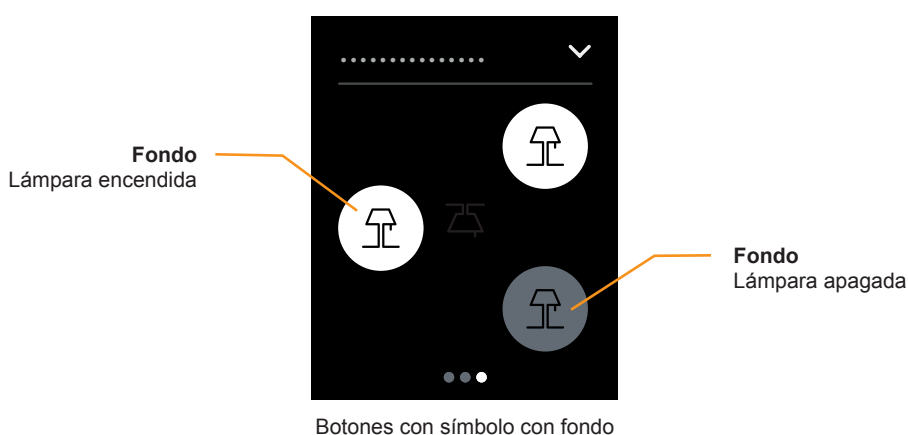 Fondo
Lámpara encendida
Fondo
Lámpara apagada
Botones con símbolo con fondo